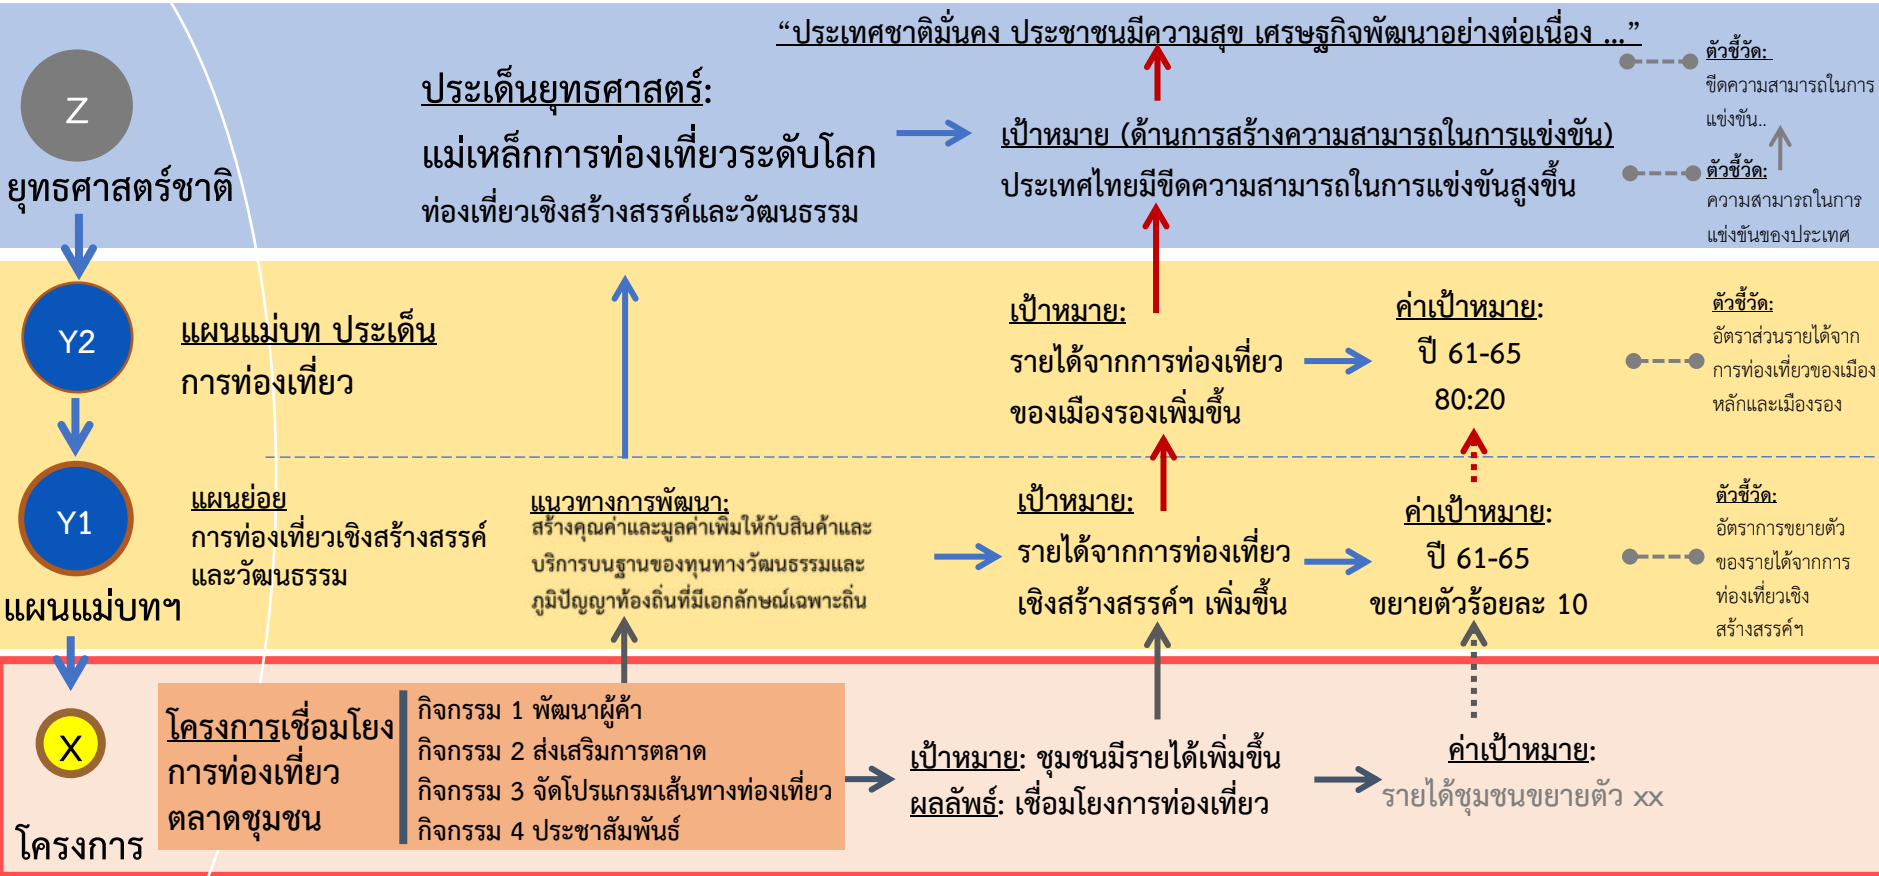 “ประเทศชาติมั่นคง ประชาชนมีความสุข เศรษฐกิจพัฒนาอย่างต่อเนื่อง ...”
Z
ยุทธศาสตร์ชาติ
ประเด็นยุทธศาสตร์:
แม่เหล็กการท่องเที่ยวระดับโลก
ท่องเที่ยวเชิงสร้างสรรค์และวัฒนธรรม
เป้าหมาย (ด้านการสร้างความสามารถในการแข่งขัน)
ประเทศไทยมีขีดความสามารถในการแข่งขันสูงขึ้น
ตัวชี้วัด:
ขีดความสามารถในการ
แข่งขัน..
ตัวชี้วัด:
ความสามารถในการ
แข่งขันของประเทศ
Y2
แผนแม่บท ประเด็น
การท่องเที่ยว
เป้าหมาย:
รายได้จากการท่องเที่ยว
ของเมืองรองเพิ่มขึ้น
ค่าเป้าหมาย:
ปี 61-65
80:20
ตัวชี้วัด:
อัตราส่วนรายได้จาก
การท่องเที่ยวของเมือง
หลักและเมืองรอง
Y1
แผนแม่บทฯ
แผนย่อย
การท่องเที่ยวเชิงสร้างสรรค์
และวัฒนธรรม
แนวทางการพัฒนา:
สร้างคุณค่าและมูลค่าเพิ่มให้กับสินค้าและ
บริการบนฐานของทุนทางวัฒนธรรมและ
ภูมิปัญญาท้องถิ่นที่มีเอกลักษณ์เฉพาะถิ่น
เป้าหมาย:
รายได้จากการท่องเที่ยว
เชิงสร้างสรรค์ฯ เพิ่มขึ้น
ค่าเป้าหมาย:
ปี 61-65
ขยายตัวร้อยละ 10
ตัวชี้วัด:
อัตราการขยายตัว
ของรายได้จากการ
ท่องเที่ยวเชิง
สร้างสรรค์ฯ
X
โครงการ
โครงการเชื่อมโยง
การท่องเที่ยว
ตลาดชุมชน
กิจกรรม 1 พัฒนาผู้ค้า
กิจกรรม 2 ส่งเสริมการตลาด
กิจกรรม 3 จัดโปรแกรมเส้นทางท่องเที่ยว
กิจกรรม 4 ประชาสัมพันธ์
เป้าหมาย: ชุมชนมีรายได้เพิ่มขึ้น
ผลลัพธ์: เชื่อมโยงการท่องเที่ยว
ค่าเป้าหมาย:
รายได้ชุมชนขยายตัว xx